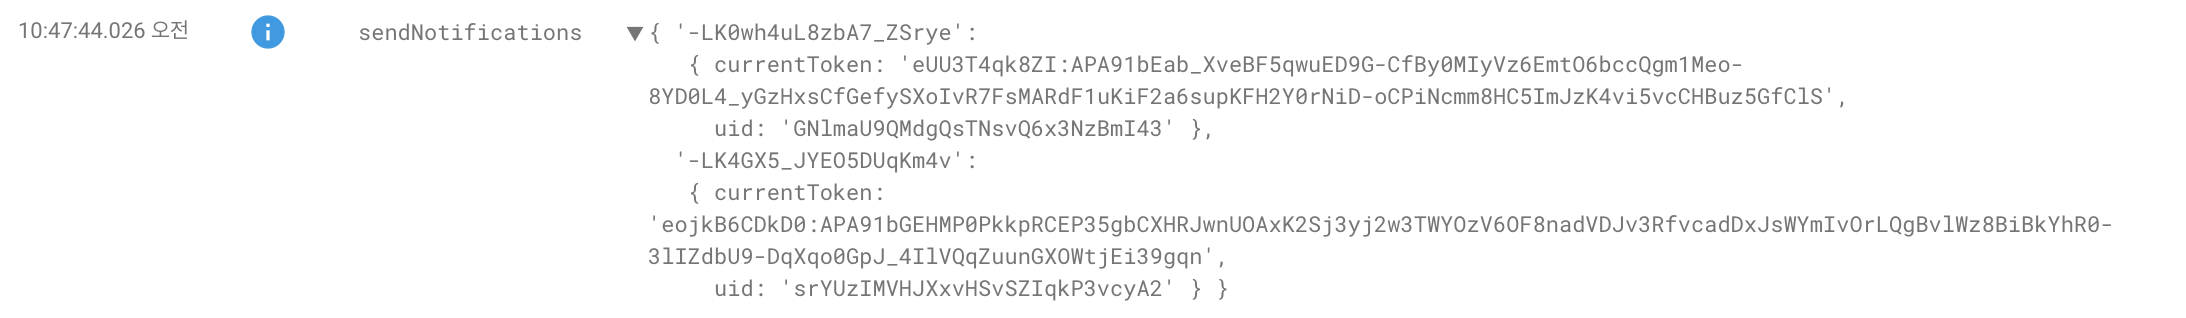 10:47:44.026 오전 sendNotifications ▼{ '-LK0wh4uL8zbA7_ZSrye':
{ currentToken: 'eUU3T4qk8ZI:APA91bEab_XveBF5qwuED9G-CfBy0MIyVz6EmtO6bccQgm1Meo-
8YD0L4_yGzHxsCfGefySXoIvR7FsMARdF1uKiF2a6supKFH2Y0rNiD-oCPiNcmm8HC5ImJzK4vi5vcCHBuz5GfClS',
uid: 'GNlmaU9QMdgQsTNsvQ6x3NzBmI43' },
'-LK4GX5_JYEO5DUqKm4v':
{ currentToken:
'eojkB6CDkD0:APA91bGEHMP0PkkpRCEP35gbCXHRJwnUOAxK2Sj3yj2w3TWYOzV6OF8nadVDJv3RfvcadDxJsWYmIvOrLQgBvlWz8BiBkYhR0-
3lIZdbU9-DqXqo0GpJ_4IlVQqZuunGXOWtjEi39gqn',
uid: 'srYUzIMVHJXxvHSvSZIqkP3vcyA2' } }